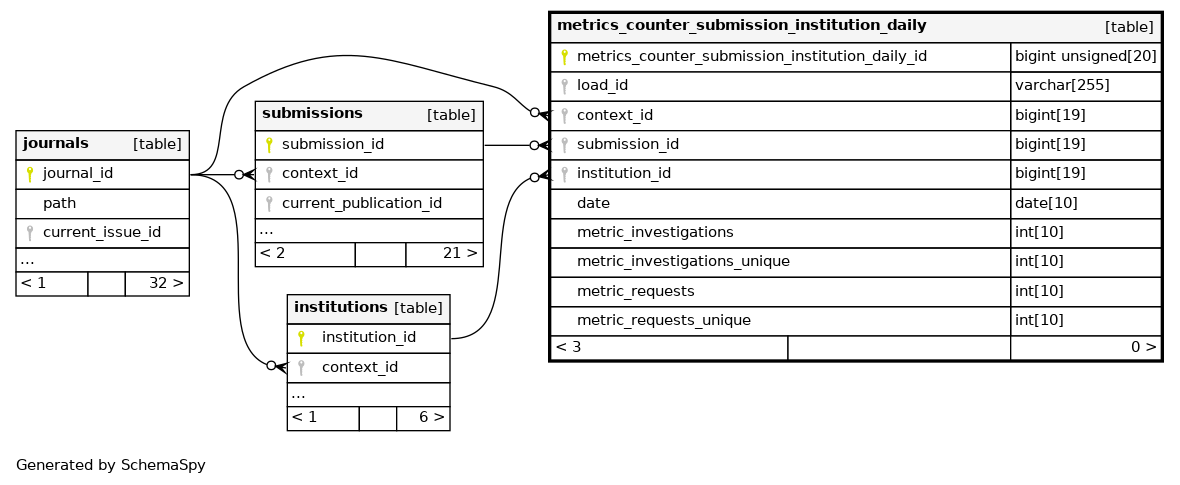 metrics_counter_submission_institution_daily [table]
metrics_counter_submission_institution_daily_id bigint unsigned[20]
load_id varchar[255]
context_id bigint[19]
submission_id bigint[19]
institution_id bigint[19]
date date[10]
metric_investigations int[10]
metric_investigations_unique int[10]
metric_requests int[10]
metric_requests_unique int[10]
< 3 0 >
submissions [table]
submission_id
context_id
current_publication_id
...
< 2 21 >
journals [table]
journal_id
path
current_issue_id
...
< 1 32 >
institutions [table]
institution_id
context_id
...
< 1 6 >
Generated by SchemaSpy